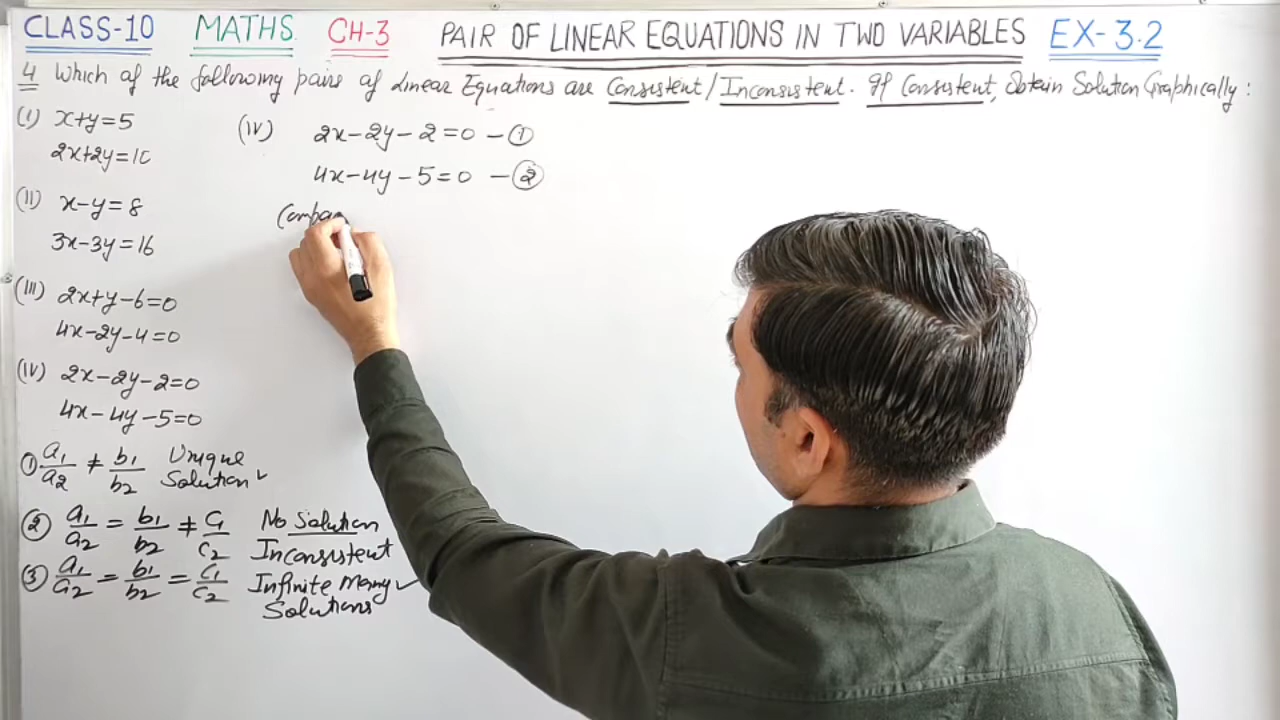 CLASS-10 MATHS. CH-3 PAIR OF LINEAR EQUATIONS IN TWO VARIABLES EX-3.2
4 Which of the following pairs of Linear Equations are Consistent/Inconsistent. If Consistent, Obtain Solution Graphically:
(I) x+y=5
2x+2y=10
(II) x-y=8
3x-3y=16
(III) 2x+y-6=0
4x-2y-4=0
(IV) 2x-2y-2=0
4x-4y-5=0
① a1/a2 ≠ b1/b2 Unique Solution ✓
② a1/a2 = b1/b2 ≠ c1/c2 No Solution Inconsistent
③ a1/a2 = b1/b2 = c1/c2 Infinite Many Solutions ✓
(IV) 2x-2y-2=0 -①
4x-4y-5=0 -②
Compa